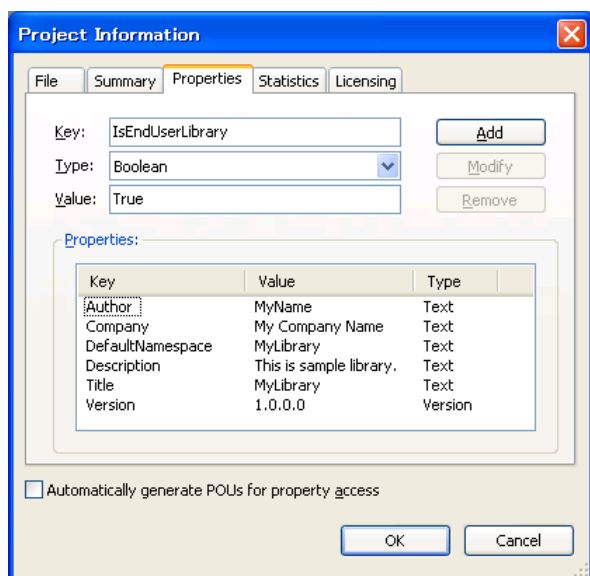 Project Information
File Summary Properties Statistics Licensing
Key: IsEndUserLibrary Add
Type: Boolean Modify
Value: True Remove
Properties:
Key Value Type
Author MyName Text
Company My Company Name Text
DefaultNamespace MyLibrary Text
Description This is sample library. Text
Title MyLibrary Text
Version 1.0.0.0 Version
Automatically generate POUs for property access
OK Cancel